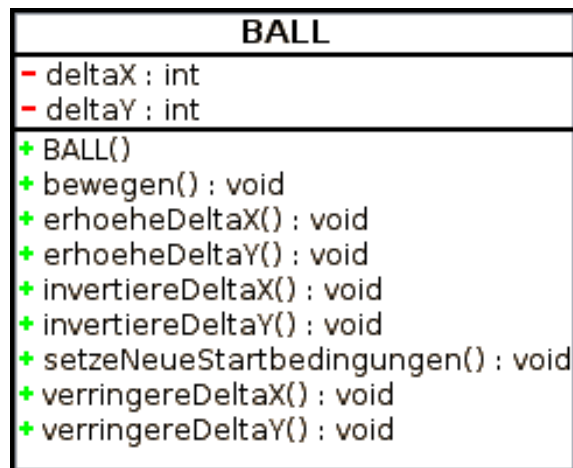 BALL
- deltaX : int
- deltaY : int
+ BALL()
+ bewegen() : void
+ erhoeheDeltaX() : void
+ erhoeheDeltaY() : void
+ invertiereDeltaX() : void
+ invertiereDeltaY() : void
+ setzeNeueStartbedingungen() : void
+ verringereDeltaX() : void
+ verringereDeltaY() : void